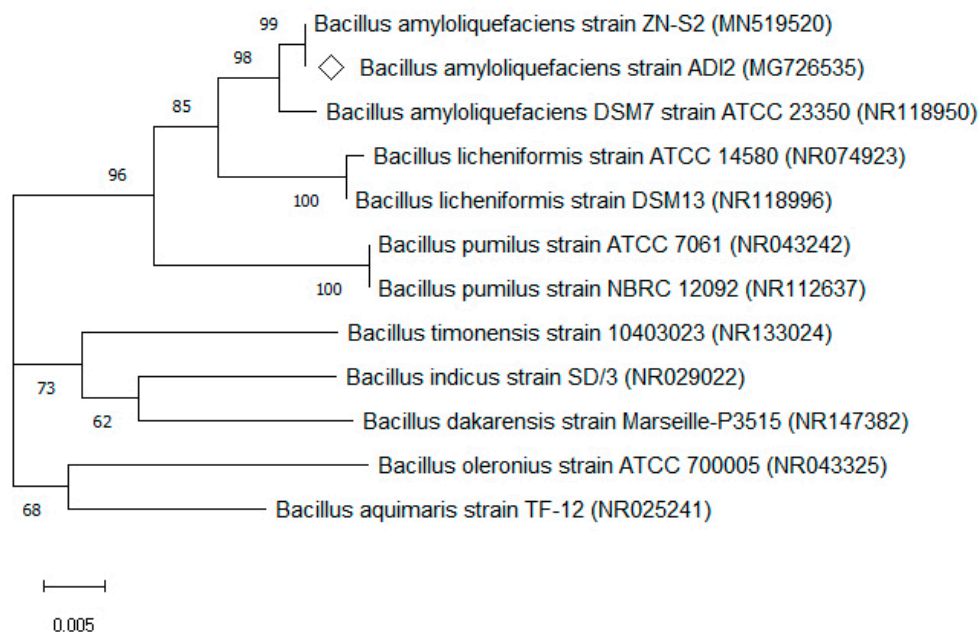 99
Bacillus amyloliquefaciens strain ZN-S2 (MN519520)
98
Bacillus amyloliquefaciens strain ADI2 (MG726535)
85
Bacillus amyloliquefaciens DSM7 strain ATCC 23350 (NR118950)
Bacillus licheniformis strain ATCC 14580 (NR074923)
96
100
Bacillus licheniformis strain DSM13 (NR118996)
Bacillus pumilus strain ATCC 7061 (NR043242)
100
Bacillus pumilus strain NBRC 12092 (NR112637)
Bacillus timonensis strain 10403023 (NR133024)
73
Bacillus indicus strain SD/3 (NR029022)
62
Bacillus dakarensis strain Marseille-P3515 (NR147382)
Bacillus oleronius strain ATCC 700005 (NR043325)
68
Bacillus aquimaris strain TF-12 (NR025241)
0.005